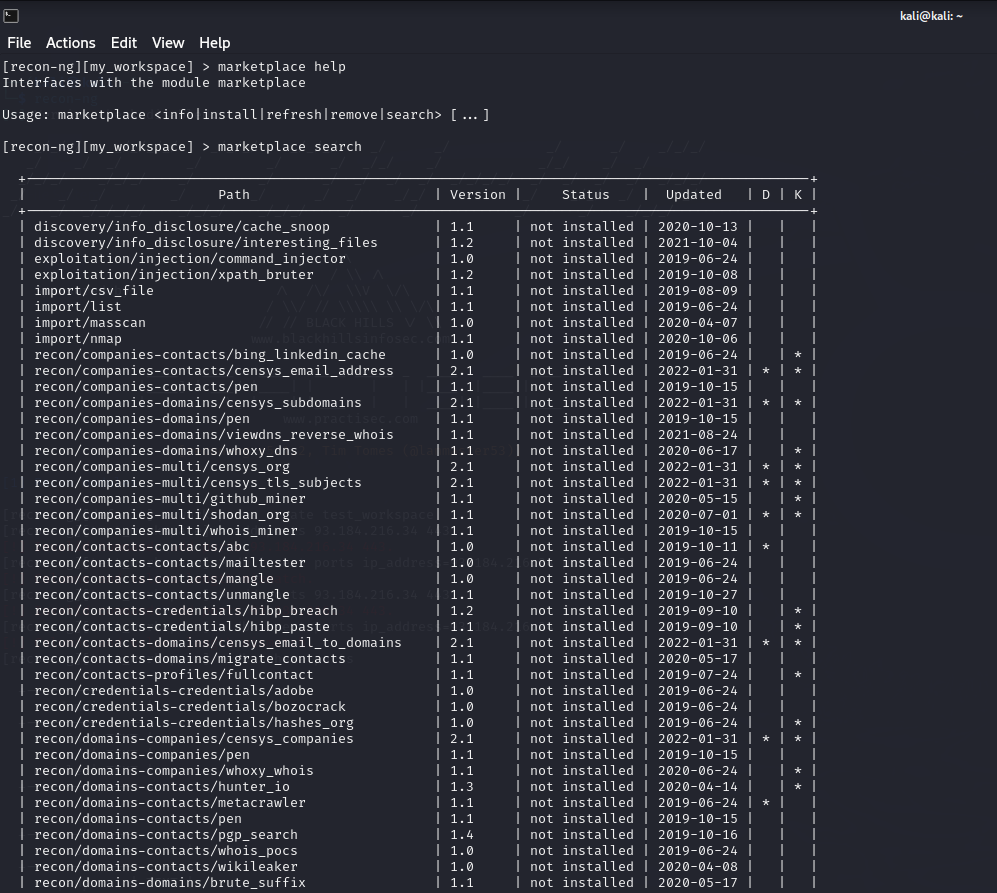 kali@kali: ~
File Actions Edit View Help
[recon-ng][my_workspace] > marketplace help
Interfaces with the module marketplace
Usage: marketplace <info|install|refresh|remove|search> [...]
[recon-ng][my_workspace] > marketplace search
+---------------------------------------------------------------------------------------------------+
| Path | Version | Status | Updated | D | K |
+---------------------------------------------------------------------------------------------------+
| discovery/info_disclosure/cache_snoop | 1.1 | not installed | 2020-10-13 | | |
| discovery/info_disclosure/interesting_files | 1.2 | not installed | 2021-10-04 | | |
| exploitation/injection/command_injector | 1.0 | not installed | 2019-06-24 | | |
| exploitation/injection/xpath_bruter | 1.2 | not installed | 2019-10-08 | | |
| import/csv_file | 1.1 | not installed | 2019-08-09 | | |
| import/list | 1.1 | not installed | 2019-06-24 | | |
| import/masscan | 1.0 | not installed | 2020-04-07 | | |
| import/nmap | 1.1 | not installed | 2020-10-06 | | |
| recon/companies-contacts/bing_linkedin_cache | 1.0 | not installed | 2019-06-24 | | * |
| recon/companies-contacts/censys_email_address | 2.1 | not installed | 2022-01-31 | * | * |
| recon/companies-contacts/pen | 1.1 | not installed | 2019-10-15 | | |
| recon/companies-domains/censys_subdomains | 2.1 | not installed | 2022-01-31 | * | * |
| recon/companies-domains/pen | 1.1 | not installed | 2019-10-15 | | |
| recon/companies-domains/viewdns_reverse_whois | 1.1 | not installed | 2021-08-24 | | |
| recon/companies-domains/whoxy_dns | 1.1 | not installed | 2020-06-17 | | * |
| recon/companies-multi/censys_org | 2.1 | not installed | 2022-01-31 | * | * |
| recon/companies-multi/censys_tls_subjects | 2.1 | not installed | 2022-01-31 | * | * |
| recon/companies-multi/github_miner | 1.1 | not installed | 2020-05-15 | | * |
| recon/companies-multi/shodan_org | 1.1 | not installed | 2020-07-01 | * | * |
| recon/companies-multi/whois_miner | 1.1 | not installed | 2019-10-15 | | |
| recon/contacts-contacts/abc | 1.0 | not installed | 2019-10-11 | * | |
| recon/contacts-contacts/mailtester | 1.0 | not installed | 2019-06-24 | | |
| recon/contacts-contacts/mangle | 1.0 | not installed | 2019-06-24 | | |
| recon/contacts-contacts/unmangle | 1.1 | not installed | 2019-10-27 | | |
| recon/contacts-credentials/hibp_breach | 1.2 | not installed | 2019-09-10 | | * |
| recon/contacts-credentials/hibp_paste | 1.1 | not installed | 2019-09-10 | | * |
| recon/contacts-domains/censys_email_to_domains | 2.1 | not installed | 2022-01-31 | * | * |
| recon/contacts-domains/migrate_contacts | 1.1 | not installed | 2020-05-17 | | |
| recon/contacts-profiles/fullcontact | 1.1 | not installed | 2019-07-24 | | * |
| recon/credentials-credentials/adobe | 1.0 | not installed | 2019-06-24 | | |
| recon/credentials-credentials/bozocrack | 1.0 | not installed | 2019-06-24 | | |
| recon/credentials-credentials/hashes_org | 1.0 | not installed | 2019-06-24 | | * |
| recon/domains-companies/censys_companies | 2.1 | not installed | 2022-01-31 | * | * |
| recon/domains-companies/pen | 1.1 | not installed | 2019-10-15 | | |
| recon/domains-companies/whoxy_whois | 1.1 | not installed | 2020-06-24 | | * |
| recon/domains-contacts/hunter_io | 1.3 | not installed | 2020-04-14 | | * |
| recon/domains-contacts/metacrawler | 1.1 | not installed | 2019-06-24 | * | |
| recon/domains-contacts/pen | 1.1 | not installed | 2019-10-15 | | |
| recon/domains-contacts/pgp_search | 1.4 | not installed | 2019-10-16 | | |
| recon/domains-contacts/whois_pocs | 1.0 | not installed | 2019-06-24 | | |
| recon/domains-contacts/wikileaker | 1.0 | not installed | 2020-04-08 | | |
| recon/domains-domains/brute_suffix | 1.1 | not installed | 2020-05-17 | | |